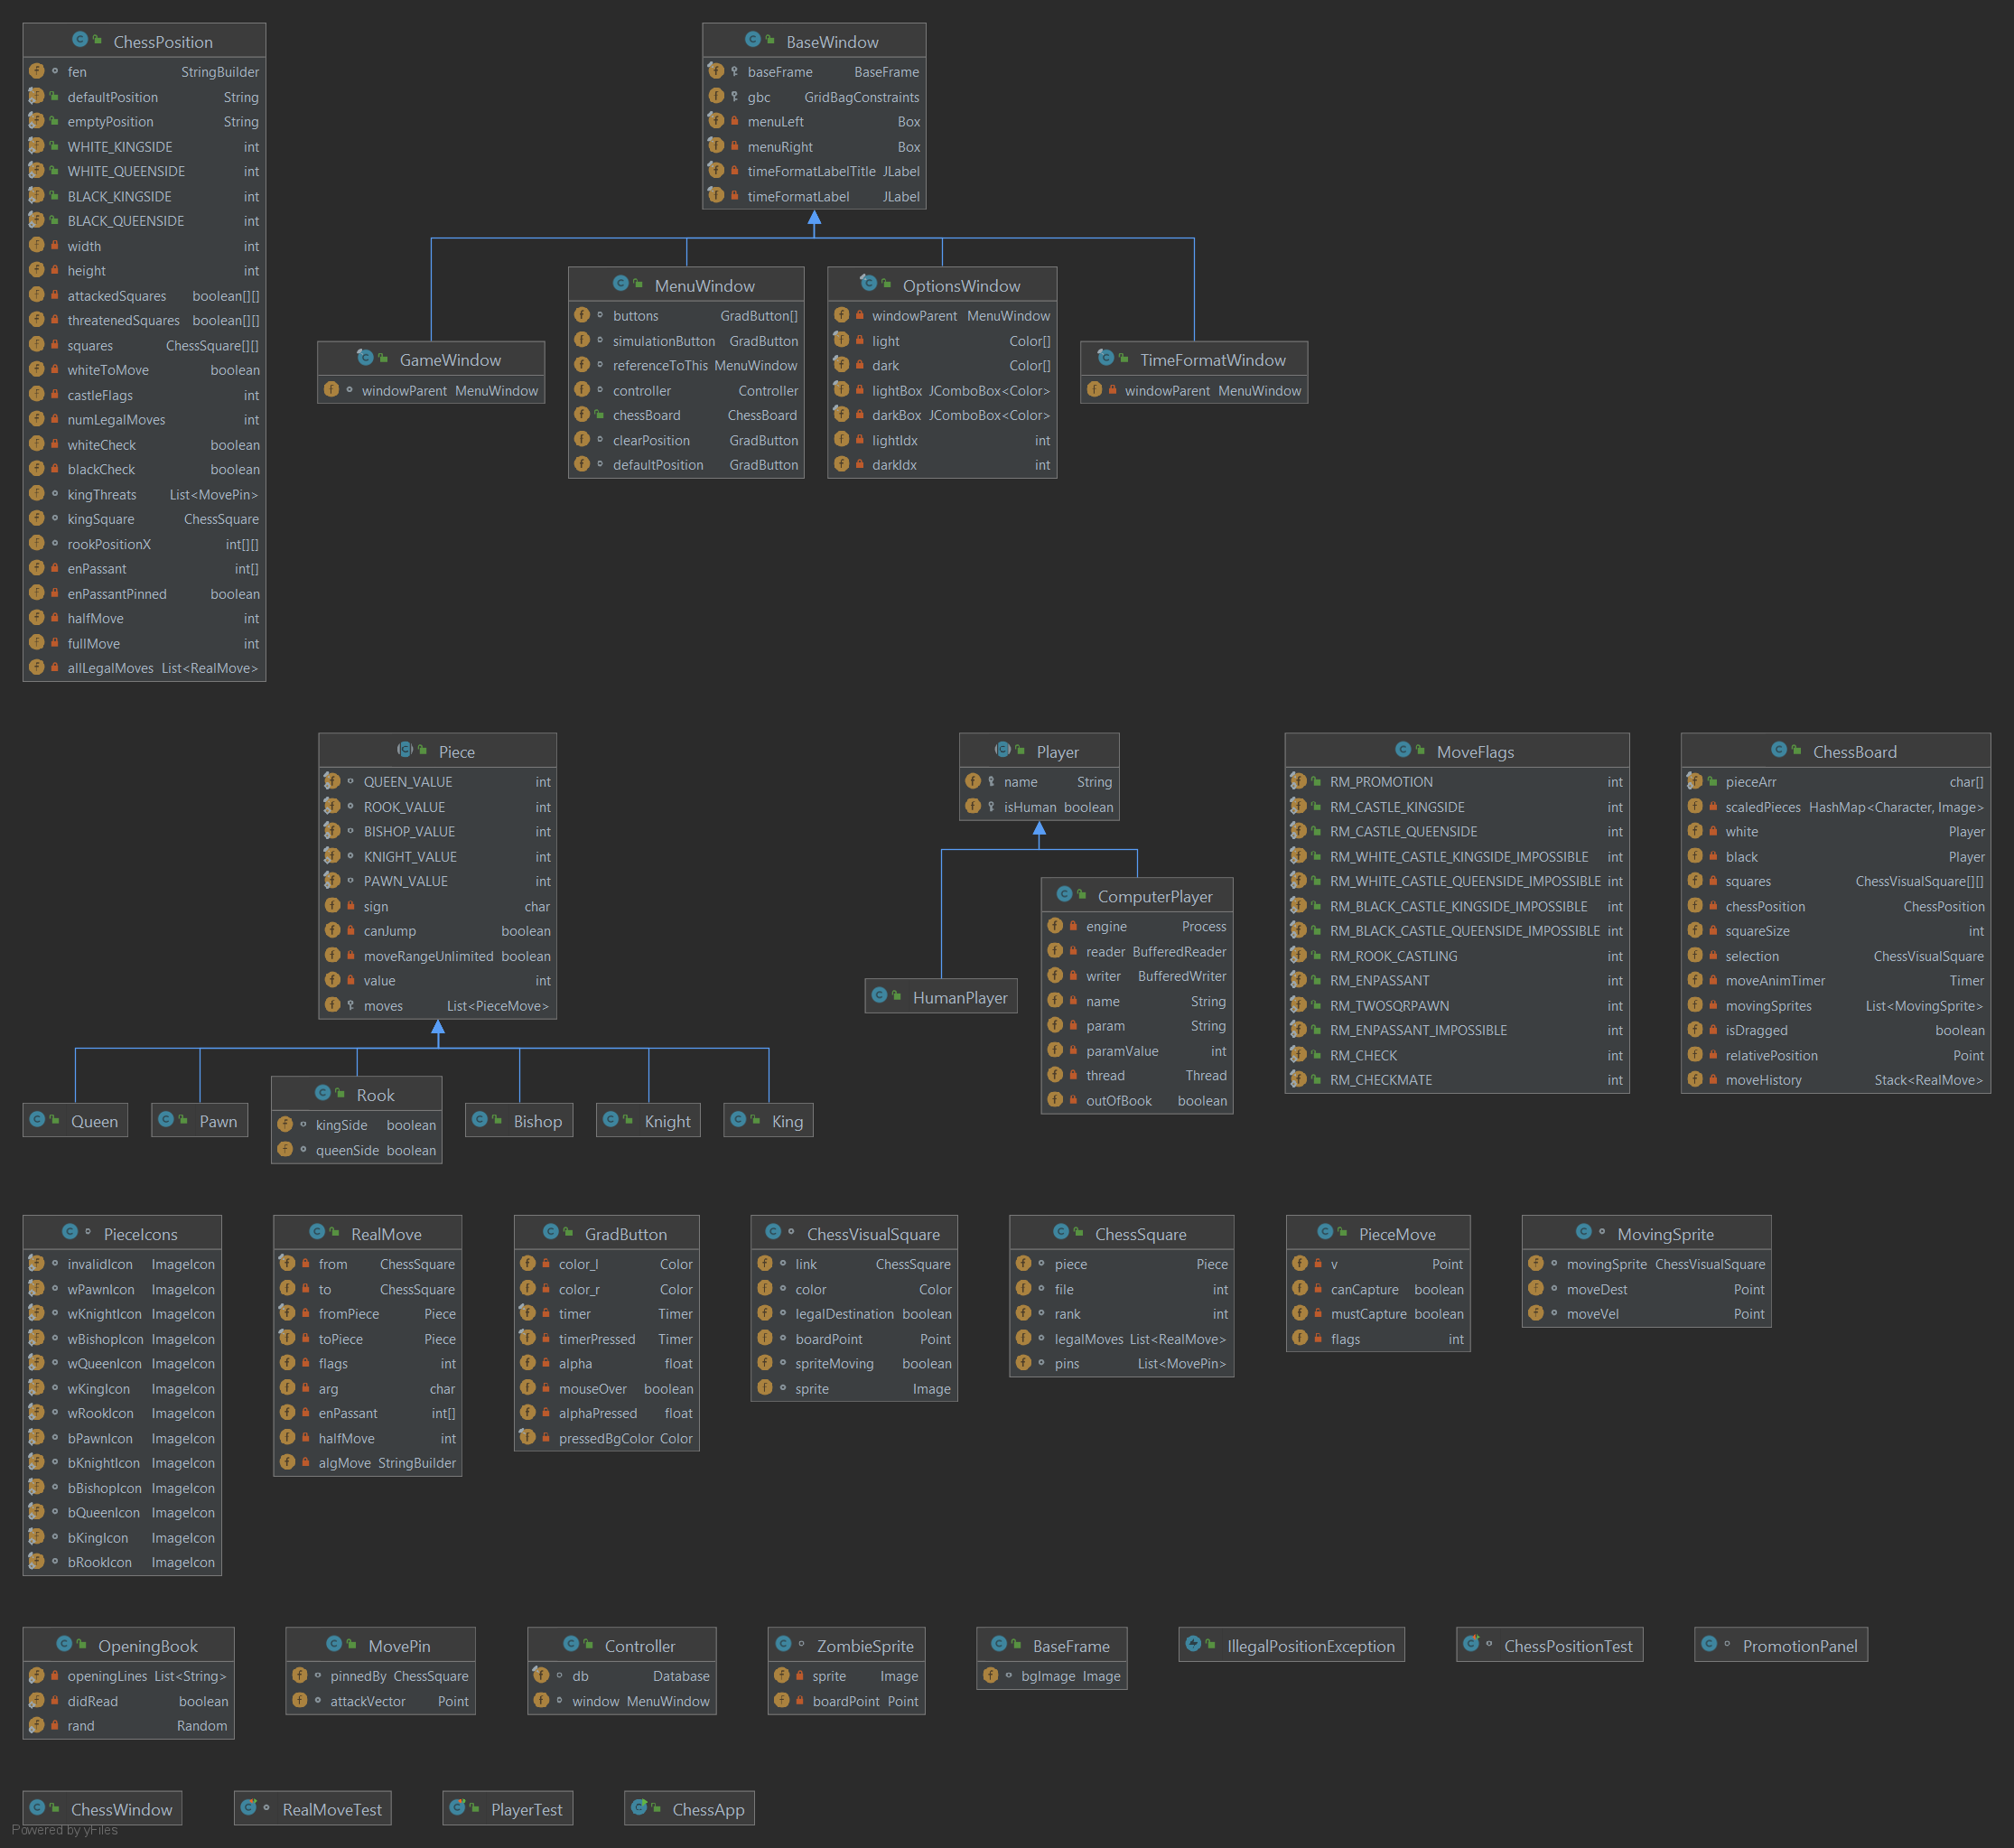 ChessPosition
fen StringBuilder
defaultPosition String
emptyPosition String
WHITE_KINGSIDE int
WHITE_QUEENSIDE int
BLACK_KINGSIDE int
BLACK_QUEENSIDE int
width int
height int
attackedSquares boolean[][]
threatenedSquares boolean[][]
squares ChessSquare[][]
whiteToMove boolean
castleFlags int
numLegalMoves int
whiteCheck boolean
blackCheck boolean
kingThreats List<MovePin>
kingSquare ChessSquare
rookPositionX int[][]
enPassant int[]
enPassantPinned boolean
halfMove int
fullMove int
allLegalMoves List<RealMove>
BaseWindow
baseFrame BaseFrame
gbc GridBagConstraints
menuLeft Box
menuRight Box
timeFormatLabelTitle JLabel
timeFormatLabel JLabel
GameWindow
windowParent MenuWindow
MenuWindow
buttons GradButton[]
simulationButton GradButton
referenceToThis MenuWindow
controller Controller
chessBoard ChessBoard
clearPosition GradButton
defaultPosition GradButton
OptionsWindow
windowParent MenuWindow
light Color[]
dark Color[]
lightBox JComboBox<Color>
darkBox JComboBox<Color>
lightIdx int
darkIdx int
TimeFormatWindow
windowParent MenuWindow
Piece
QUEEN_VALUE int
ROOK_VALUE int
BISHOP_VALUE int
KNIGHT_VALUE int
PAWN_VALUE int
sign char
canJump boolean
moveRangeUnlimited boolean
value int
moves List<PieceMove>
Queen
Pawn
Rook
kingSide boolean
queenSide boolean
Bishop
Knight
King
Player
name String
isHuman boolean
HumanPlayer
ComputerPlayer
engine Process
reader BufferedReader
writer BufferedWriter
name String
param String
paramValue int
thread Thread
outOfBook boolean
MoveFlags
RM_PROMOTION int
RM_CASTLE_KINGSIDE int
RM_CASTLE_QUEENSIDE int
RM_WHITE_CASTLE_KINGSIDE_IMPOSSIBLE int
RM_WHITE_CASTLE_QUEENSIDE_IMPOSSIBLE int
RM_BLACK_CASTLE_KINGSIDE_IMPOSSIBLE int
RM_BLACK_CASTLE_QUEENSIDE_IMPOSSIBLE int
RM_ROOK_CASTLING int
RM_ENPASSANT int
RM_TWOSQRPAWN int
RM_ENPASSANT_IMPOSSIBLE int
RM_CHECK int
RM_CHECKMATE int
ChessBoard
pieceArr char[]
scaledPieces HashMap<Character, Image>
white Player
black Player
squares ChessVisualSquare[][]
chessPosition ChessPosition
squareSize int
selection ChessVisualSquare
moveAnimTimer Timer
movingSprites List<MovingSprite>
isDragged boolean
relativePosition Point
moveHistory Stack<RealMove>
PieceIcons
invalidIcon ImageIcon
wPawnIcon ImageIcon
wKnightIcon ImageIcon
wBishopIcon ImageIcon
wQueenIcon ImageIcon
wKingIcon ImageIcon
wRookIcon ImageIcon
bPawnIcon ImageIcon
bKnightIcon ImageIcon
bBishopIcon ImageIcon
bQueenIcon ImageIcon
bKingIcon ImageIcon
bRookIcon ImageIcon
RealMove
from ChessSquare
to ChessSquare
fromPiece Piece
toPiece Piece
flags int
arg char
enPassant int[]
halfMove int
algMove StringBuilder
GradButton
color_l Color
color_r Color
timer Timer
timerPressed Timer
alpha float
mouseOver boolean
alphaPressed float
pressedBgColor Color
ChessVisualSquare
link ChessSquare
color Color
legalDestination boolean
boardPoint Point
spriteMoving boolean
sprite Image
ChessSquare
piece Piece
file int
rank int
legalMoves List<RealMove>
pins List<MovePin>
PieceMove
v Point
canCapture boolean
mustCapture boolean
flags int
MovingSprite
movingSprite ChessVisualSquare
moveDest Point
moveVel Point
OpeningBook
openingLines List<String>
didRead boolean
rand Random
MovePin
pinnedBy ChessSquare
attackVector Point
Controller
db Database
window MenuWindow
ZombieSprite
sprite Image
boardPoint Point
BaseFrame
bgImage Image
IllegalPositionException
ChessPositionTest
PromotionPanel
ChessWindow
RealMoveTest
PlayerTest
ChessApp
Powered by yFiles